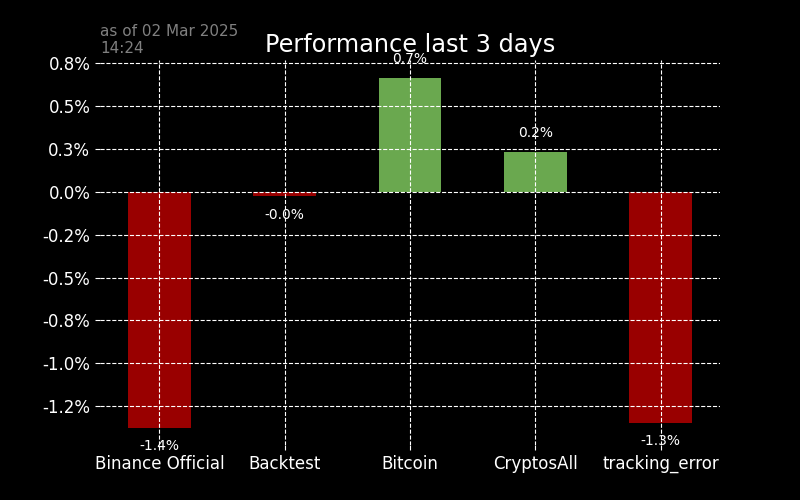 as of 02 Mar 2025
14:24
Performance last 3 days
0.8%
0.5%
0.3%
0.0%
-0.2%
-0.5%
-0.8%
-1.0%
-1.2%
0.7%
0.2%
-0.0%
-1.4%
-1.3%
Binance Official
Backtest
Bitcoin
CryptosAll
tracking_error